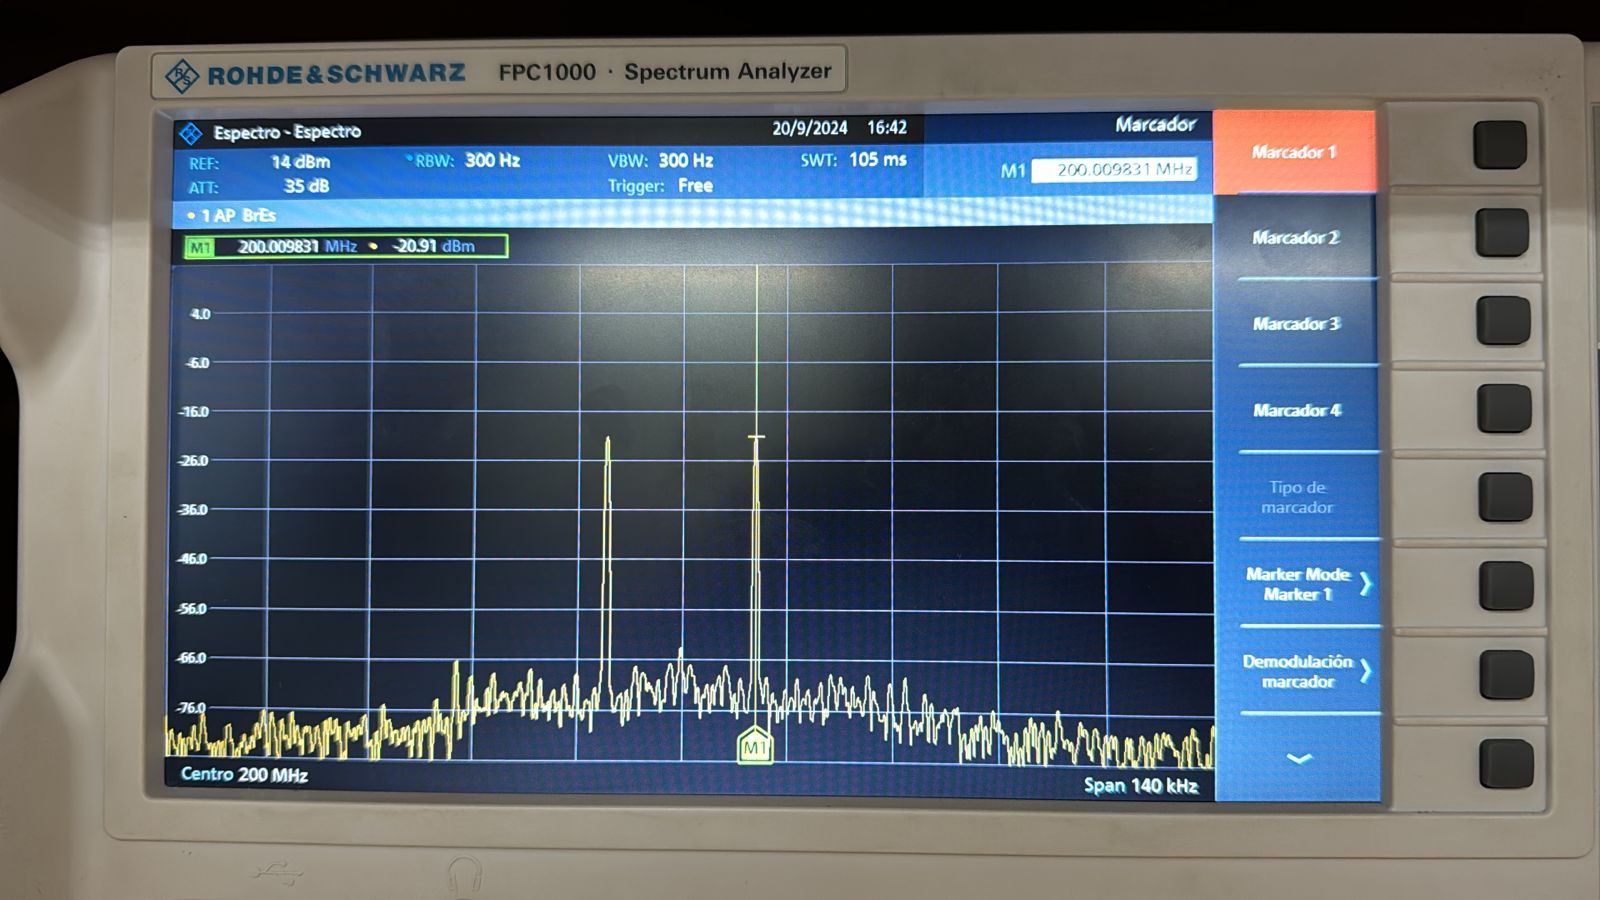 ROHDE&SCHWARZ FPC1000 · Spectrum Analyzer
Espectro - Espectro 20/9/2024 16:42 Marcador
REF: 14 dBm RBW: 300 Hz VBW: 300 Hz SWT: 105 ms M1 200.009831 MHz
ATT: 35 dB Trigger: Free
1 AP BrEs
M1 200.009831 MHz -20.91 dBm
4.0
-6.0
-16.0
-26.0
-36.0
-46.0
-56.0
-66.0
-76.0
M1
Centro 200 MHz Span 140 kHz
Marcador 1
Marcador 2
Marcador 3
Marcador 4
Tipo de
marcador
Marker Mode
Marker 1
Demodulación
marcador